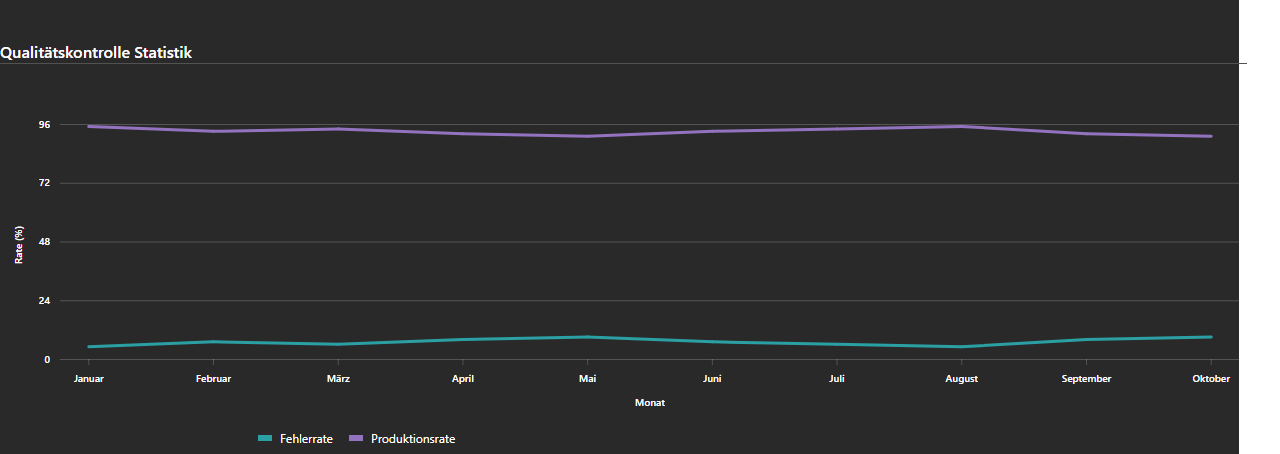 Qualitätskontrolle Statistik
96
72
48
24
0
Rate (%)
Januar Februar März April Mai Juni Juli August September Oktober
Monat
Fehlerrate Produktionsrate